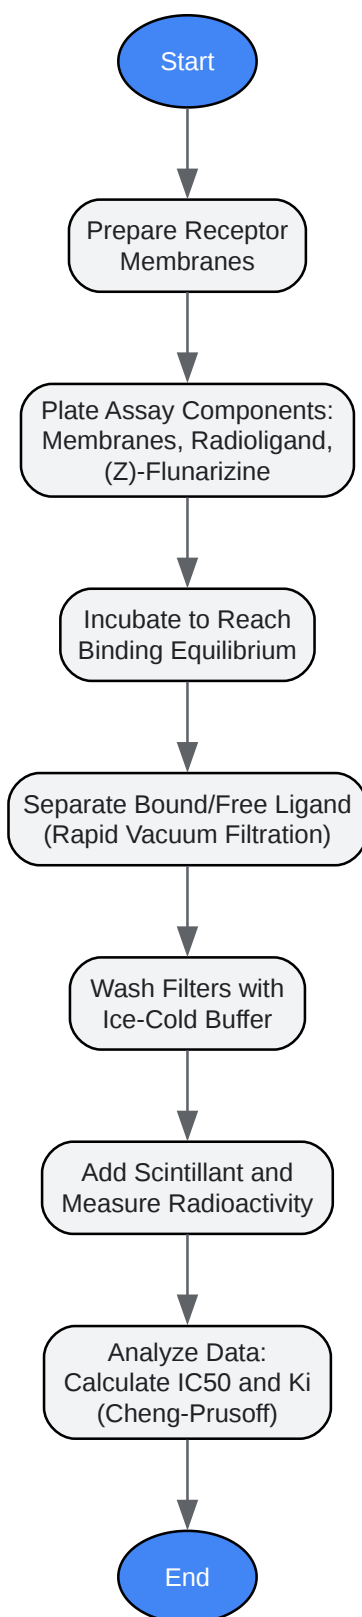 Start
Prepare Receptor
Membranes
Plate Assay Components:
Membranes, Radioligand,
(Z)-Flunarizine
Incubate to Reach
Binding Equilibrium
Separate Bound/Free Ligand
(Rapid Vacuum Filtration)
Wash Filters with
Ice-Cold Buffer
Add Scintillant and
Measure Radioactivity
Analyze Data:
Calculate IC50 and Ki
(Cheng-Prusoff)
End